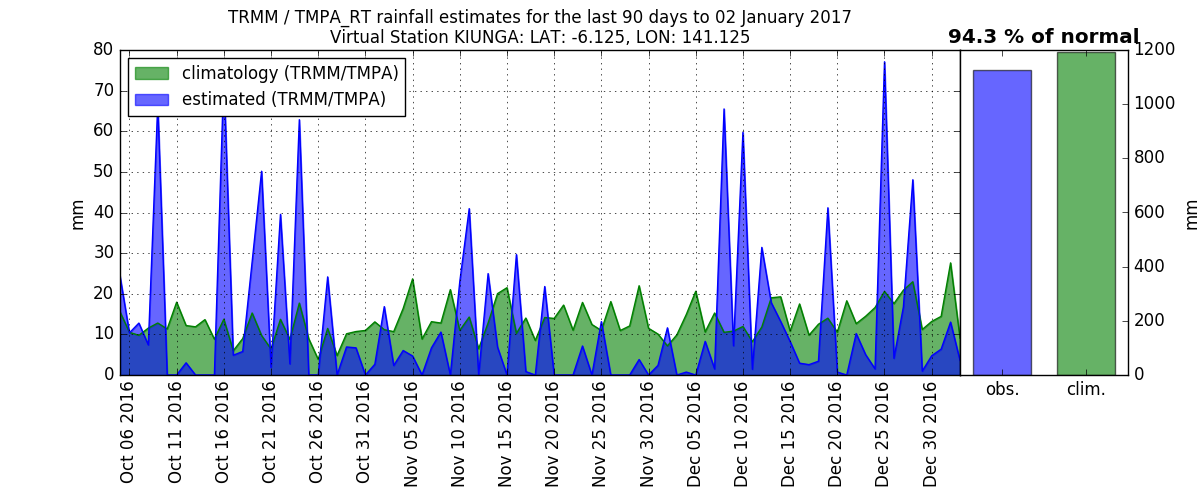 TRMM / TMPA_RT rainfall estimates for the last 90 days to 02 January 2017
Virtual Station KIUNGA: LAT: -6.125, LON: 141.125
94.3 % of normal
climatology (TRMM/TMPA)
estimated (TRMM/TMPA)
mm
80
70
60
50
40
30
20
10
0
Oct 06 2016
Oct 11 2016
Oct 16 2016
Oct 21 2016
Oct 26 2016
Oct 31 2016
Nov 05 2016
Nov 10 2016
Nov 15 2016
Nov 20 2016
Nov 25 2016
Nov 30 2016
Dec 05 2016
Dec 10 2016
Dec 15 2016
Dec 20 2016
Dec 25 2016
Dec 30 2016
obs.
clim.
1200
1000
800
600
400
200
0
mm